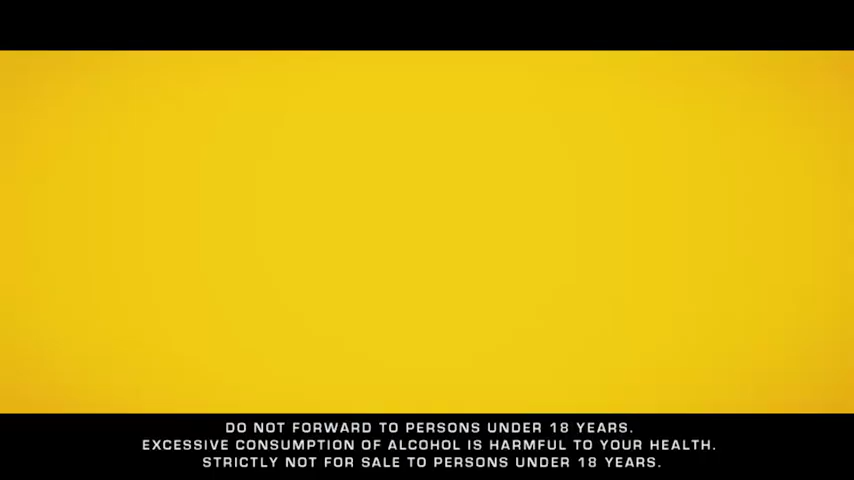 DO NOT FORWARD TO PERSONS UNDER 18 YEARS.
EXCESSIVE CONSUMPTION OF ALCOHOL IS HARMFUL TO YOUR HEALTH.
STRICTLY NOT FOR SALE TO PERSONS UNDER 18 YEARS.